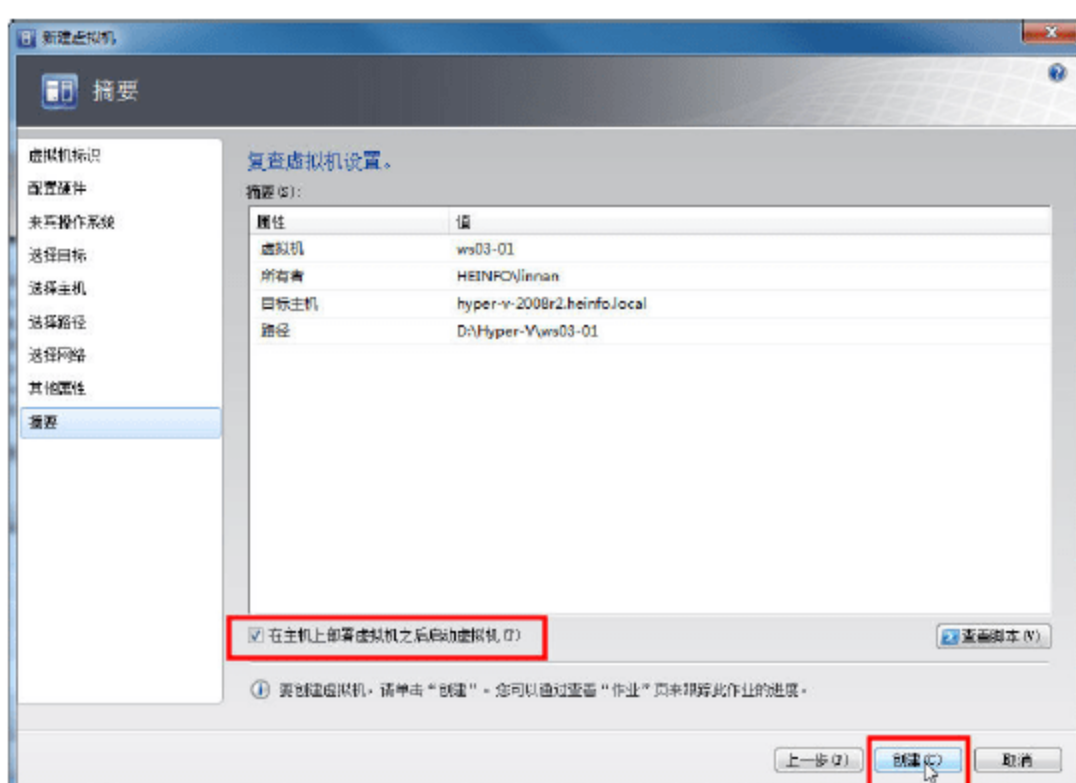 新建虚拟机
摘要
虚拟机标识
配置硬件
来宾操作系统
选择目标
选择主机
选择路径
选择网络
其他属性
摘要
复查虚拟机设置。
摘要(S):
属性 值
虚拟机 ws03-01
所有者 HEINFO\linnan
目标主机 hyper-v-2008r2.heinfo.local
路径 D:\Hyper-V\ws03-01
在主机上部署虚拟机之后启动虚拟机(T)
查看脚本(V)
要创建虚拟机，请单击“创建”。您可以通过查看“作业”页来跟踪此作业的进度。
上一步(P) 创建(C) 取消